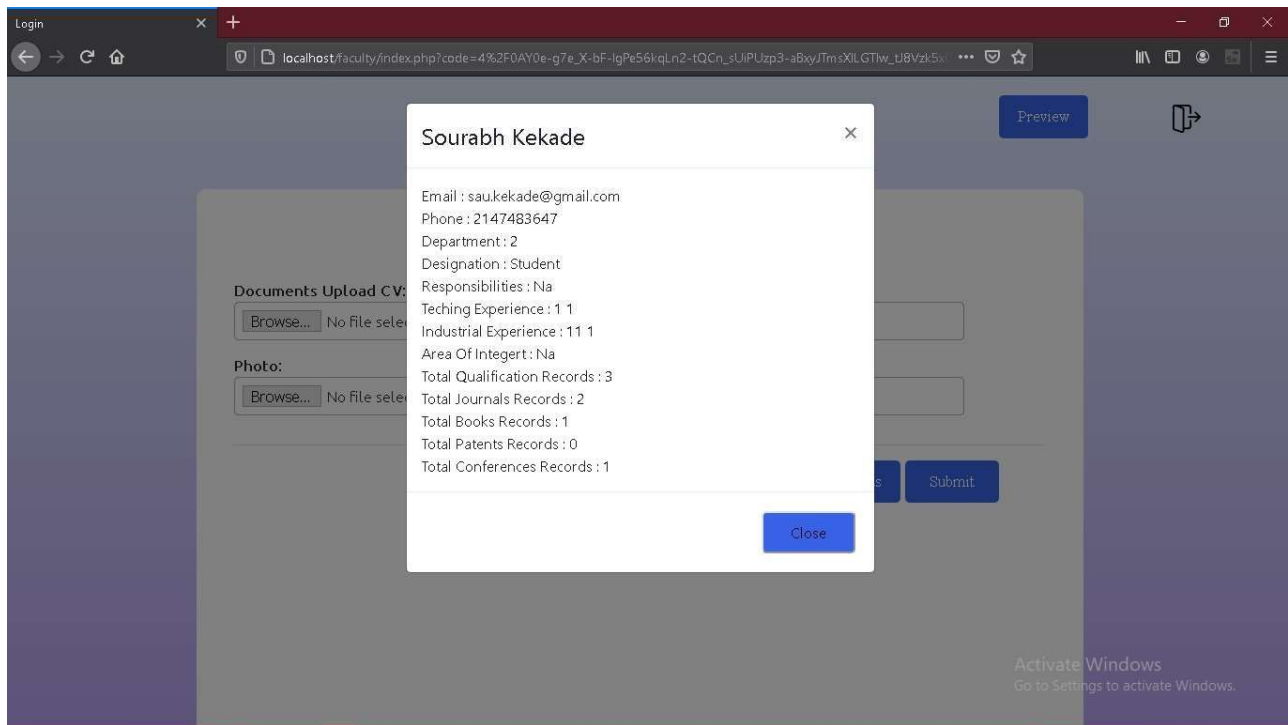 Login
localhost/faculty/index.php?code=4%2F0AY0e-g7e_X-bF-IgPe56kqLn2-tQCn_sUiPUzp3-aBxyJTmsXILGTlw_tJ8Vzk5x
Preview
Sourabh Kekade
Email : sau.kekade@gmail.com
Phone : 2147483647
Department : 2
Designation : Student
Responsibilities : Na
Teching Experience : 1 1
Industrial Experience : 11 1
Area Of Integert : Na
Total Qualification Records : 3
Total Journals Records : 2
Total Books Records : 1
Total Patents Records : 0
Total Conferences Records : 1
Close
Documents Upload CV:
Browse... No file sele
Photo:
Browse... No file sele
s Submit
Activate Windows
Go to Settings to activate Windows.